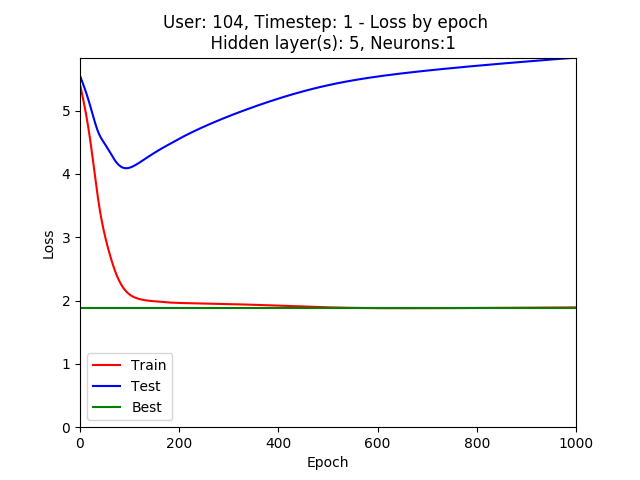 User: 104, Timestep: 1 - Loss by epoch
Hidden layer(s): 5, Neurons:1
5
4
3
2
1
0
Loss
Train
Test
Best
0 200 400 600 800 1000
Epoch